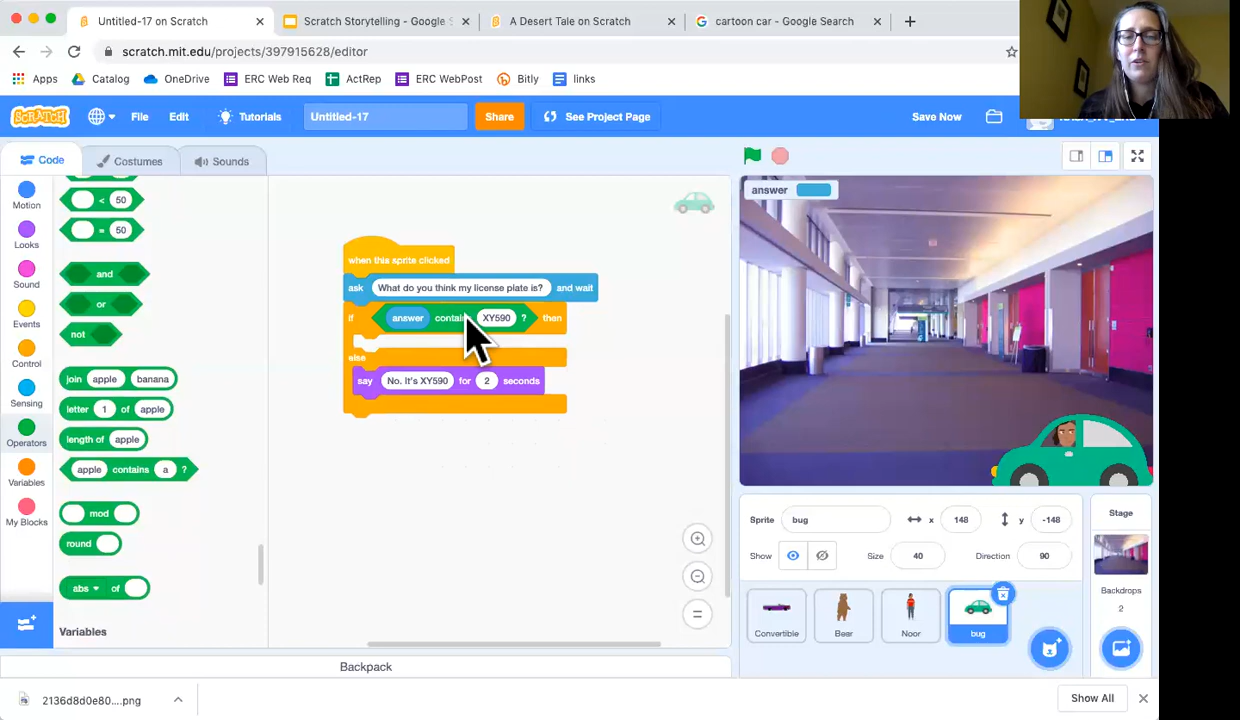 Untitled-17 on Scratch
Scratch Storytelling - Google S
A Desert Tale on Scratch
cartoon car - Google Search
scratch.mit.edu/projects/397915628/editor
Apps Catalog OneDrive ERC Web Req ActRep ERC WebPost Bitly links
SCRATCH File Edit Tutorials Untitled-17 Share See Project Page Save Now
Code Costumes Sounds
Motion
Looks
Sound
Events
Control
Sensing
Operators
Variables
My Blocks
< 50
= 50
and
or
not
join apple banana
letter 1 of apple
length of apple
apple contains a ?
mod
round
abs of
Variables
when this sprite clicked
ask What do you think my license plate is? and wait
if answer contai XY590 ? then
else
say No. It's XY590 for 2 seconds
Backpack
answer
Sprite bug x 148 y -148
Show Size 40 Direction 90
Convertible
Bear
Noor
bug
Stage
Backdrops
2
2136d8d0e80....png
Show All